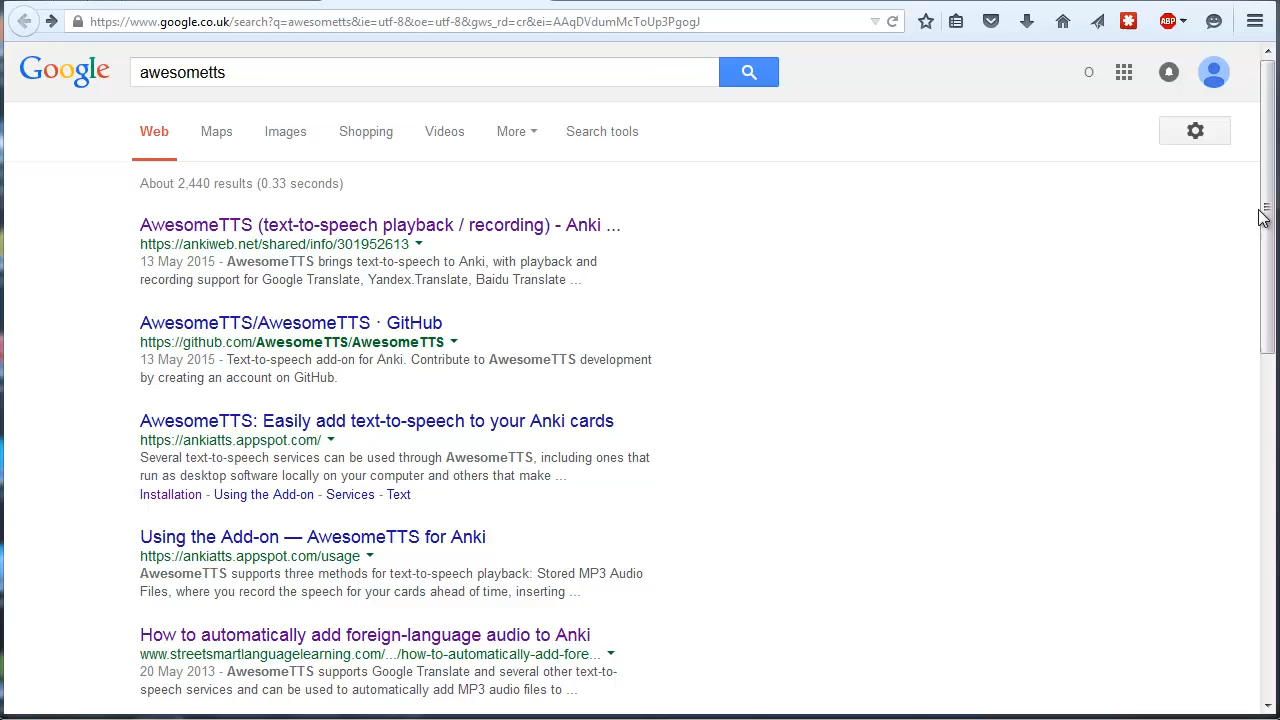 https://www.google.co.uk/search?q=awesometts&ie=utf-8&oe=utf-8&gws_rd=cr&ei=AAqDVdumMcToUp3PgogJ
ABP
Google
awesometts
O
Web
Maps
Images
Shopping
Videos
More
Search tools
About 2,440 results (0.33 seconds)
AwesomeTTS (text-to-speech playback / recording) - Anki ...
https://ankiweb.net/shared/info/301952613
13 May 2015 - AwesomeTTS brings text-to-speech to Anki, with playback and
recording support for Google Translate, Yandex.Translate, Baidu Translate ...
AwesomeTTS/AwesomeTTS · GitHub
https://github.com/AwesomeTTS/AwesomeTTS
13 May 2015 - Text-to-speech add-on for Anki. Contribute to AwesomeTTS development
by creating an account on GitHub.
AwesomeTTS: Easily add text-to-speech to your Anki cards
https://ankiatts.appspot.com/
Several text-to-speech services can be used through AwesomeTTS, including ones that
run as desktop software locally on your computer and others that make ...
Installation - Using the Add-on - Services - Text
Using the Add-on — AwesomeTTS for Anki
https://ankiatts.appspot.com/usage
AwesomeTTS supports three methods for text-to-speech playback: Stored MP3 Audio
Files, where you record the speech for your cards ahead of time, inserting ...
How to automatically add foreign-language audio to Anki
www.streetsmartlanguagelearning.com/.../how-to-automatically-add-fore...
20 May 2013 - AwesomeTTS supports Google Translate and several other text-to-
speech services and can be used to automatically add MP3 audio files to ...